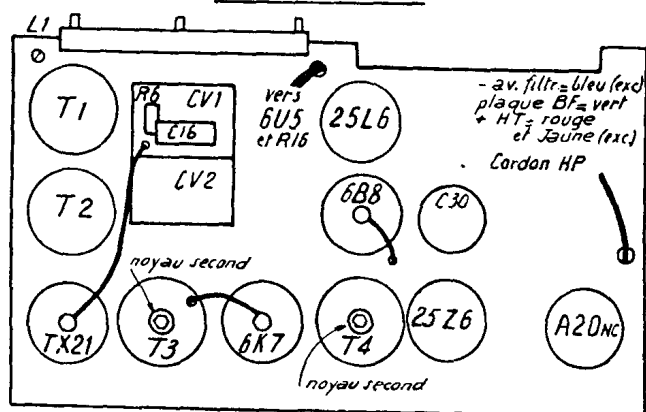 L1
T1
R6
CV1
C16
CV2
T2
vers
6U5
et R16
25L6
- av. filtr.= bleu (exc)
plaque BF= vert
+ HT= rouge
et Jaune (exc)
Cordon HP
6B8
C30
noyau second
TX21
T3
6K7
T4
25Z6
A20NC
noyau second